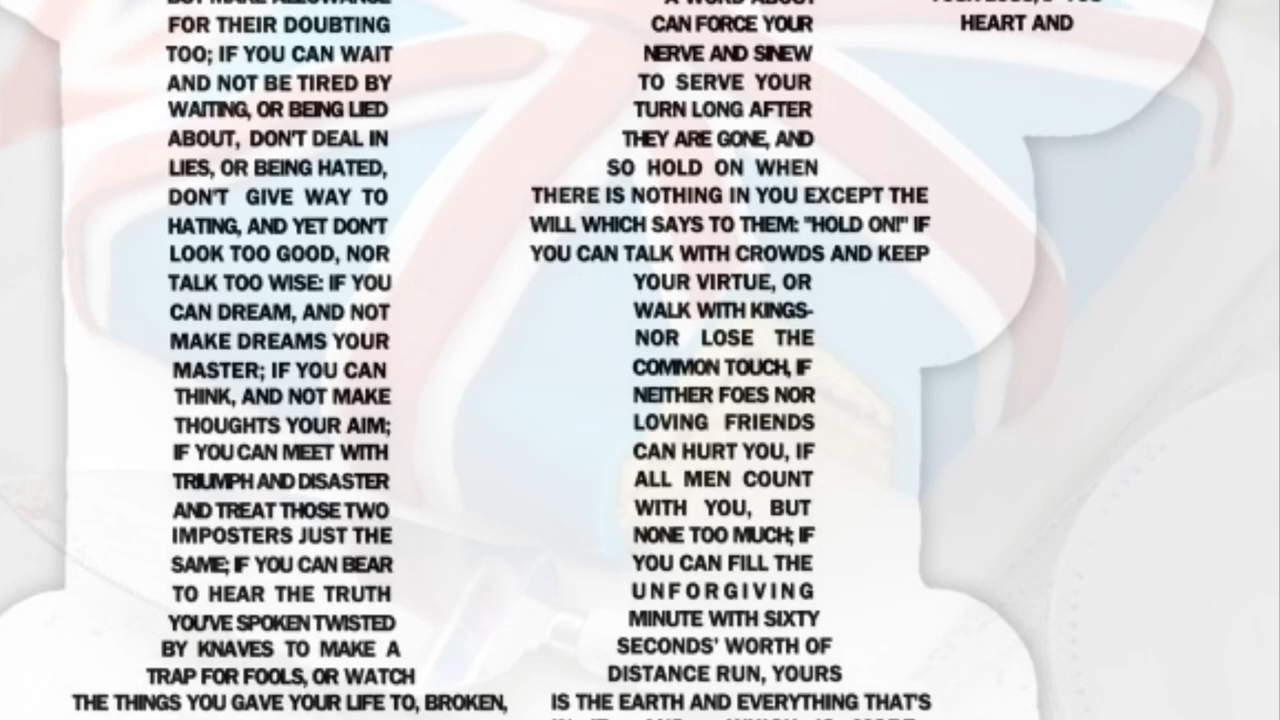 FOR THEIR DOUBTING
TOO; IF YOU CAN WAIT
AND NOT BE TIRED BY
WAITING, OR BEING LIED
ABOUT, DON'T DEAL IN
LIES, OR BEING HATED,
DON'T GIVE WAY TO
HATING, AND YET DON'T
LOOK TOO GOOD, NOR
TALK TOO WISE: IF YOU
CAN DREAM, AND NOT
MAKE DREAMS YOUR
MASTER; IF YOU CAN
THINK, AND NOT MAKE
THOUGHTS YOUR AIM;
IF YOU CAN MEET WITH
TRIUMPH AND DISASTER
AND TREAT THOSE TWO
IMPOSTERS JUST THE
SAME; IF YOU CAN BEAR
TO HEAR THE TRUTH
YOU'VE SPOKEN TWISTED
BY KNAVES TO MAKE A
TRAP FOR FOOLS, OR WATCH
THE THINGS YOU GAVE YOUR LIFE TO, BROKEN,
A WORD ABOUT
CAN FORCE YOUR
NERVE AND SINEW
TO SERVE YOUR
TURN LONG AFTER
THEY ARE GONE, AND
SO HOLD ON WHEN
THERE IS NOTHING IN YOU EXCEPT THE
WILL WHICH SAYS TO THEM: "HOLD ON!" IF
YOU CAN TALK WITH CROWDS AND KEEP
YOUR VIRTUE, OR
WALK WITH KINGS-
NOR LOSE THE
COMMON TOUCH, IF
NEITHER FOES NOR
LOVING FRIENDS
CAN HURT YOU, IF
ALL MEN COUNT
WITH YOU, BUT
NONE TOO MUCH; IF
YOU CAN FILL THE
UNFORGIVING
MINUTE WITH SIXTY
SECONDS' WORTH OF
DISTANCE RUN, YOURS
IS THE EARTH AND EVERYTHING THAT'S
HEART AND